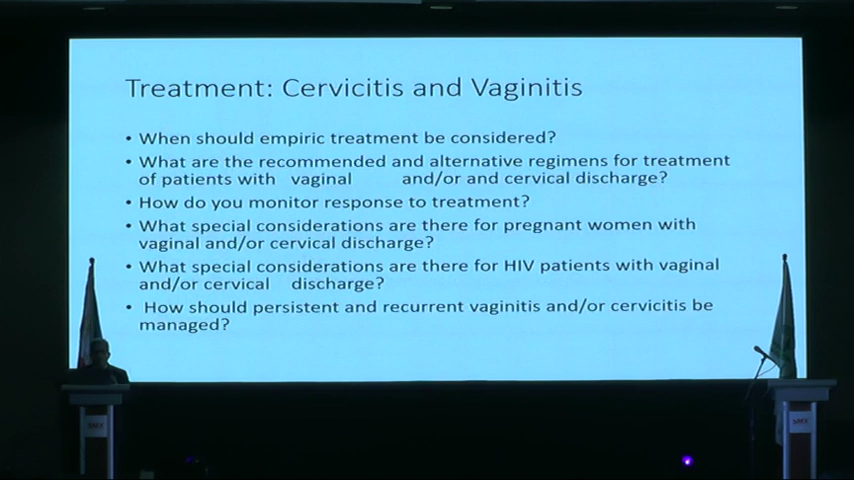 Treatment: Cervicitis and Vaginitis
• When should empiric treatment be considered?
• What are the recommended and alternative regimens for treatment
of patients with vaginal and/or and cervical discharge?
• How do you monitor response to treatment?
• What special considerations are there for pregnant women with
vaginal and/or cervical discharge?
• What special considerations are there for HIV patients with vaginal
and/or cervical discharge?
• How should persistent and recurrent vaginitis and/or cervicitis be
managed?
SMX
SMX